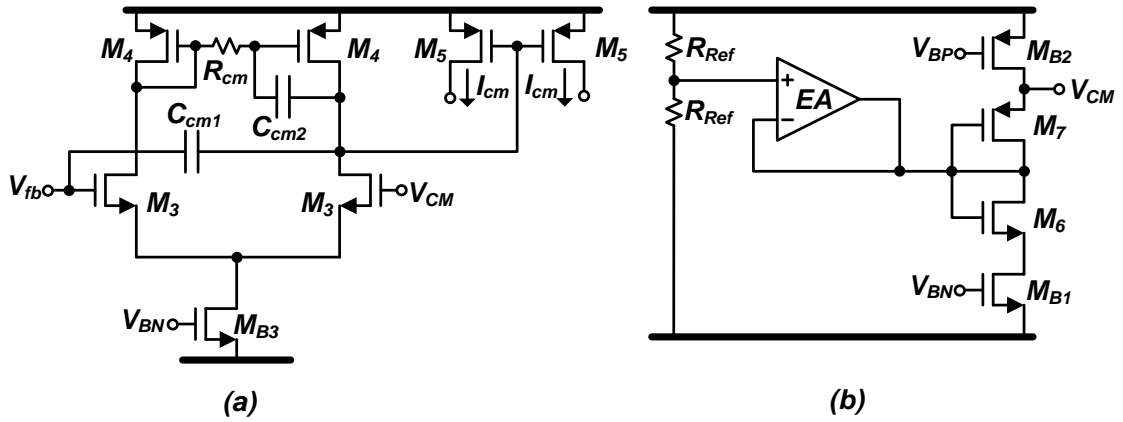 M4
Rcm
M4
M5
M5
Icm
Icm
Ccm2
Ccm1
Vfb
M3
M3
VCM
VBN
MB3
(a)
RRef
RRef
+
EA
−
VBP
MB2
VCM
M7
M6
VBN
MB1
(b)